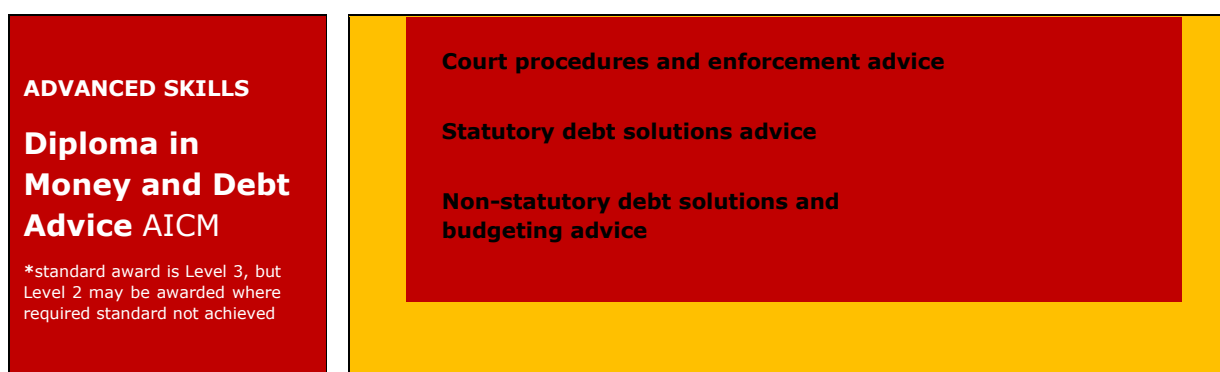 ADVANCED SKILLS
Diploma in
Money and Debt
Advice AICM
*standard award is Level 3, but
Level 2 may be awarded where
required standard not achieved
Court procedures and enforcement advice
Statutory debt solutions advice
Non-statutory debt solutions and
budgeting advice